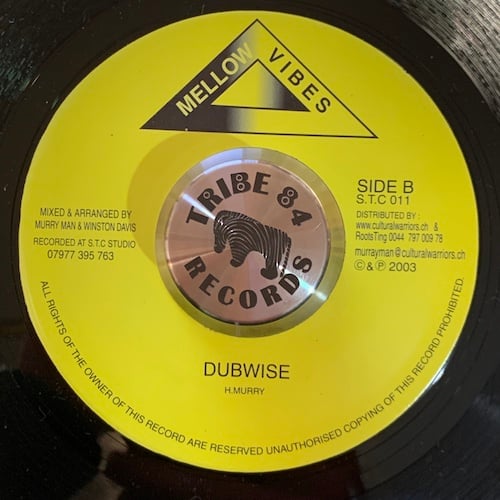 MELLOW VIBES
TRIBE 84
RECORDS
SIDE B
S.T.C 011
MIXED & ARRANGED BY
MURRY MAN & WINSTON DAVIS
RECORDED AT S.T.C STUDIO
07977 395 763
DISTRIBUTED BY :
www.culturalwarriors.ch &
RootsTing 0044 797 009 78
murrayman@culturalwarriors.ch
©&℗ 2003
DUBWISE
H.MURRY
ALL RIGHTS OF THE OWNER OF THIS RECORD ARE RESERVED UNAUTHORISED COPYING OF THIS RECORD PROHIBITED.